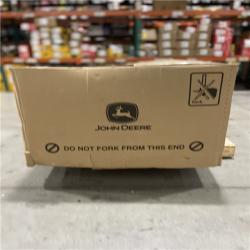 JOHN DEERE
DO NOT FORK FROM THIS END